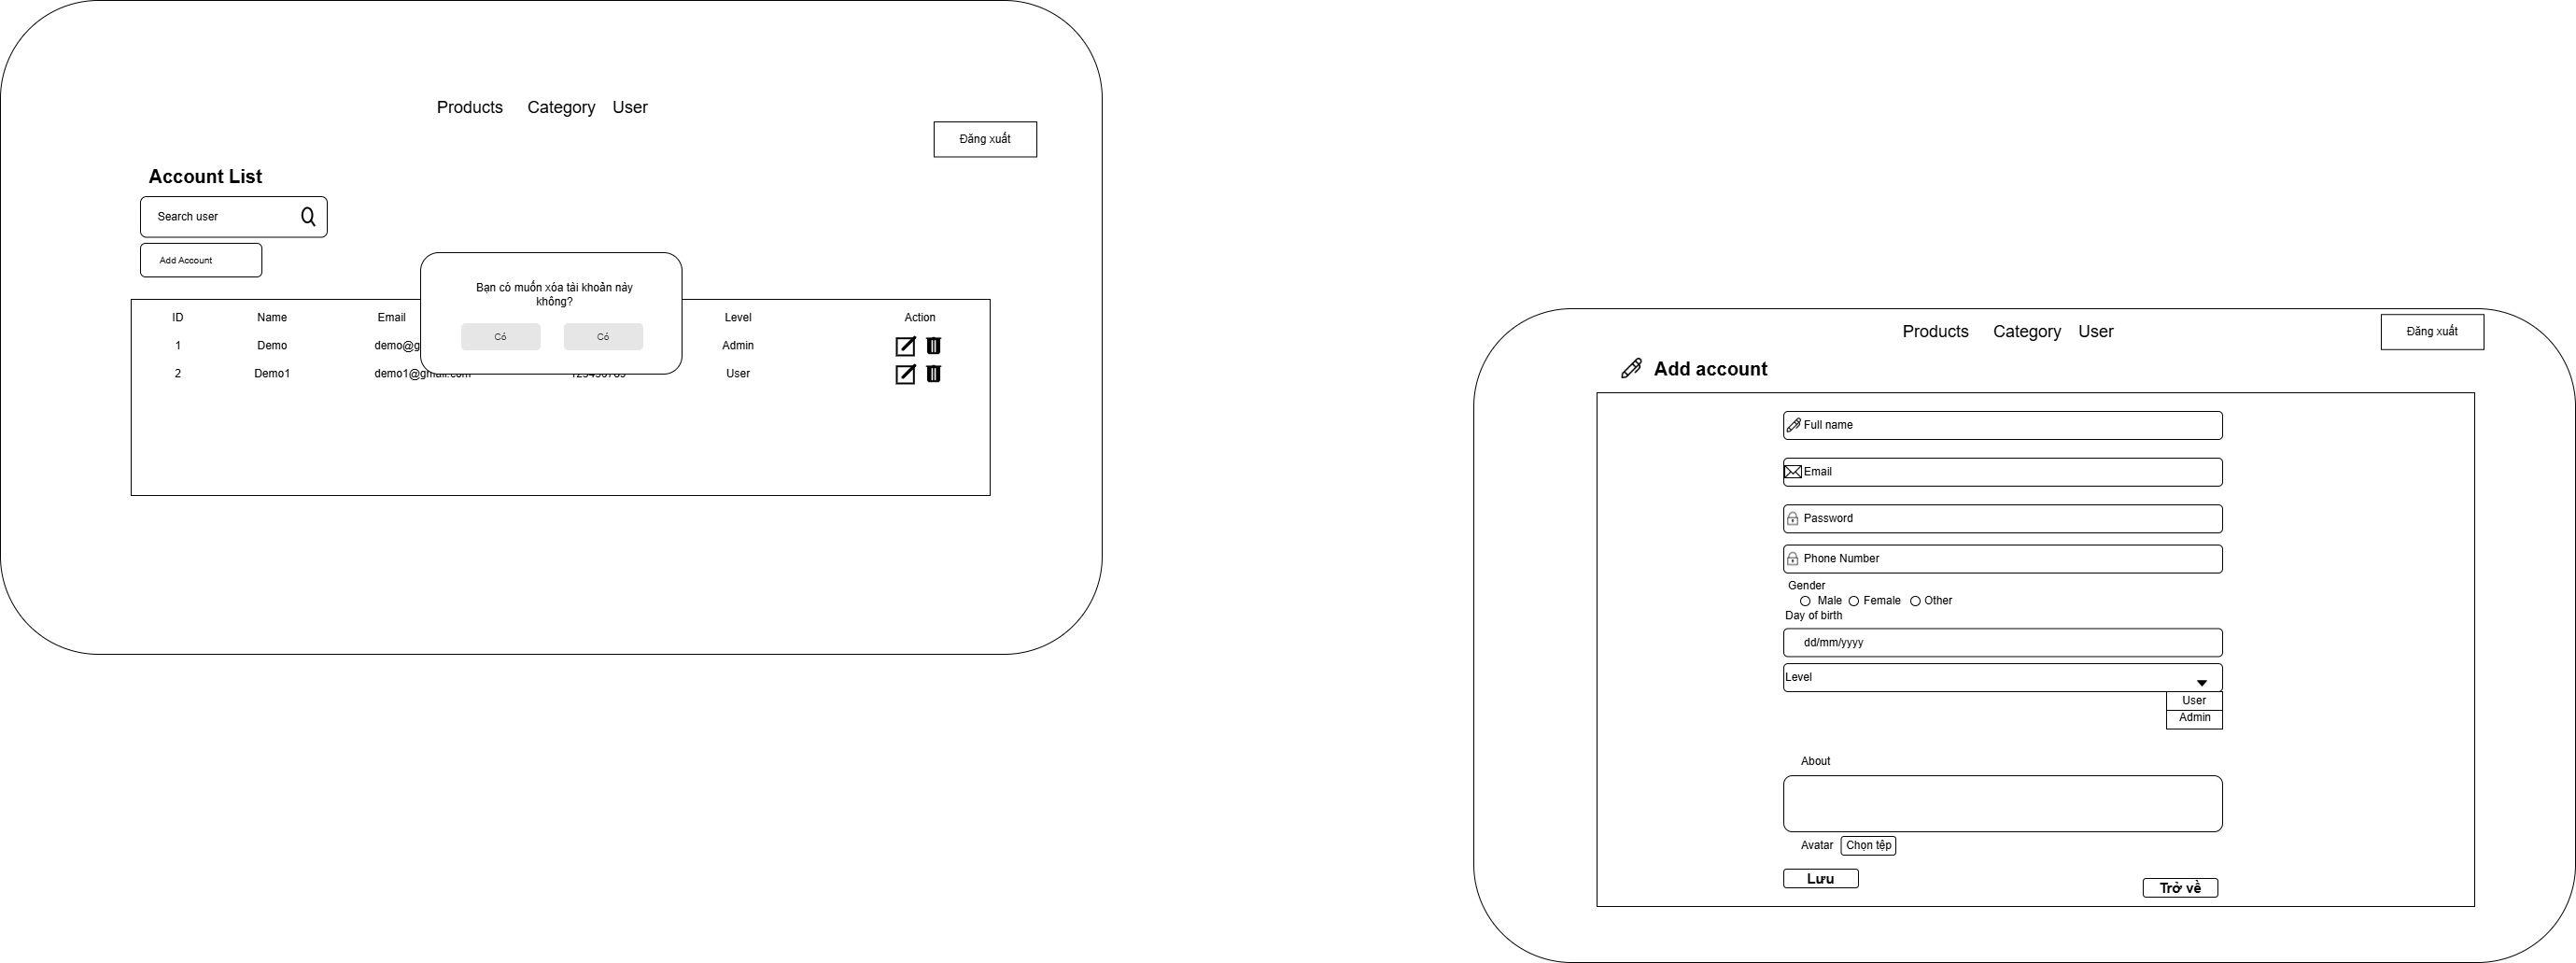 Products Category User
Đăng xuất
Account List
Search user
Add Account
Bạn có muốn xóa tài khoản này
không?
Có Có
ID Name Email Level Action
1 Demo demo@g Admin
2 Demo1 demo1@gmail.com 123456789 User
Products Category User
Đăng xuất
Add account
Full name
Email
Password
Phone Number
Gender
Male Female Other
Day of birth
dd/mm/yyyy
Level
User
Admin
About
Avatar Chọn tệp
Lưu
Trở về